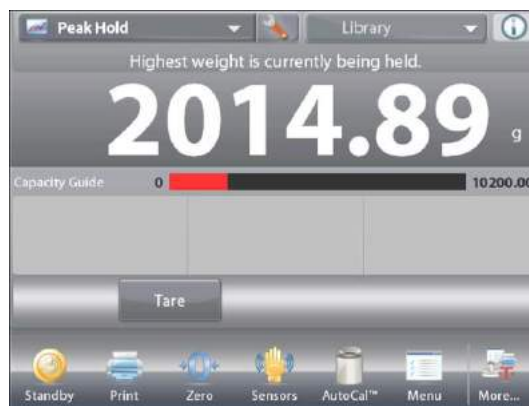 Peak Hold Library
Highest weight is currently being held.
2014.89 g
Capacity Guide 0 10200.00
Tare
Standby Print Zero Sensors AutoCal™ Menu More...